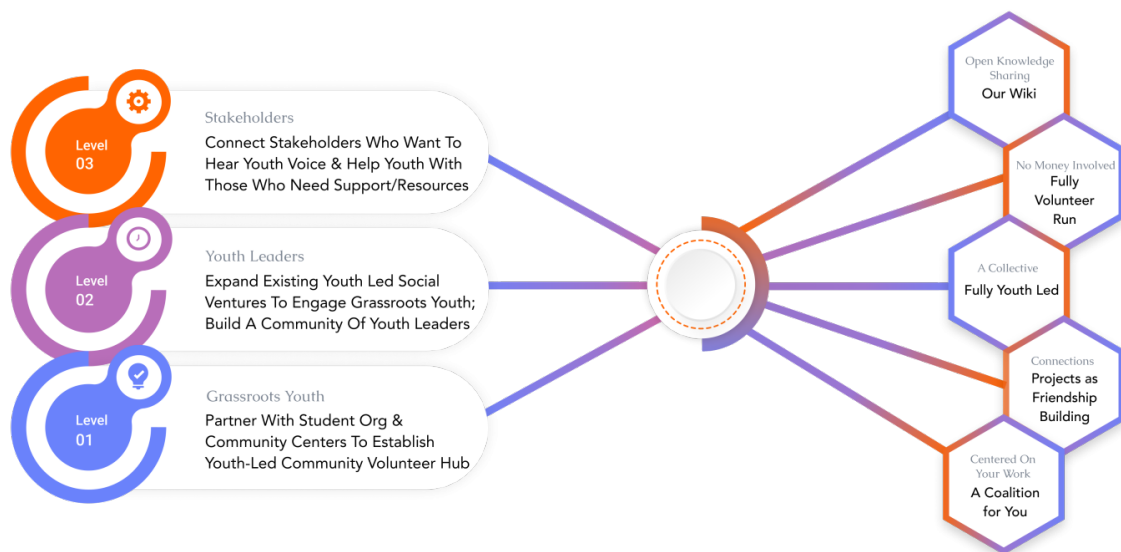 Level
03
Stakeholders
Connect Stakeholders Who Want To
Hear Youth Voice & Help Youth With
Those Who Need Support/Resources
Level
02
Youth Leaders
Expand Existing Youth Led Social
Ventures To Engage Grassroots Youth;
Build A Community Of Youth Leaders
Level
01
Grassroots Youth
Partner With Student Org &
Community Centers To Establish
Youth-Led Community Volunteer Hub
Open Knowledge
Sharing
Our Wiki
No Money Involved
Fully
Volunteer
Run
A Collective
Fully Youth Led
Connections
Projects as
Friendship
Building
Centered On
Your Work
A Coalition
for You